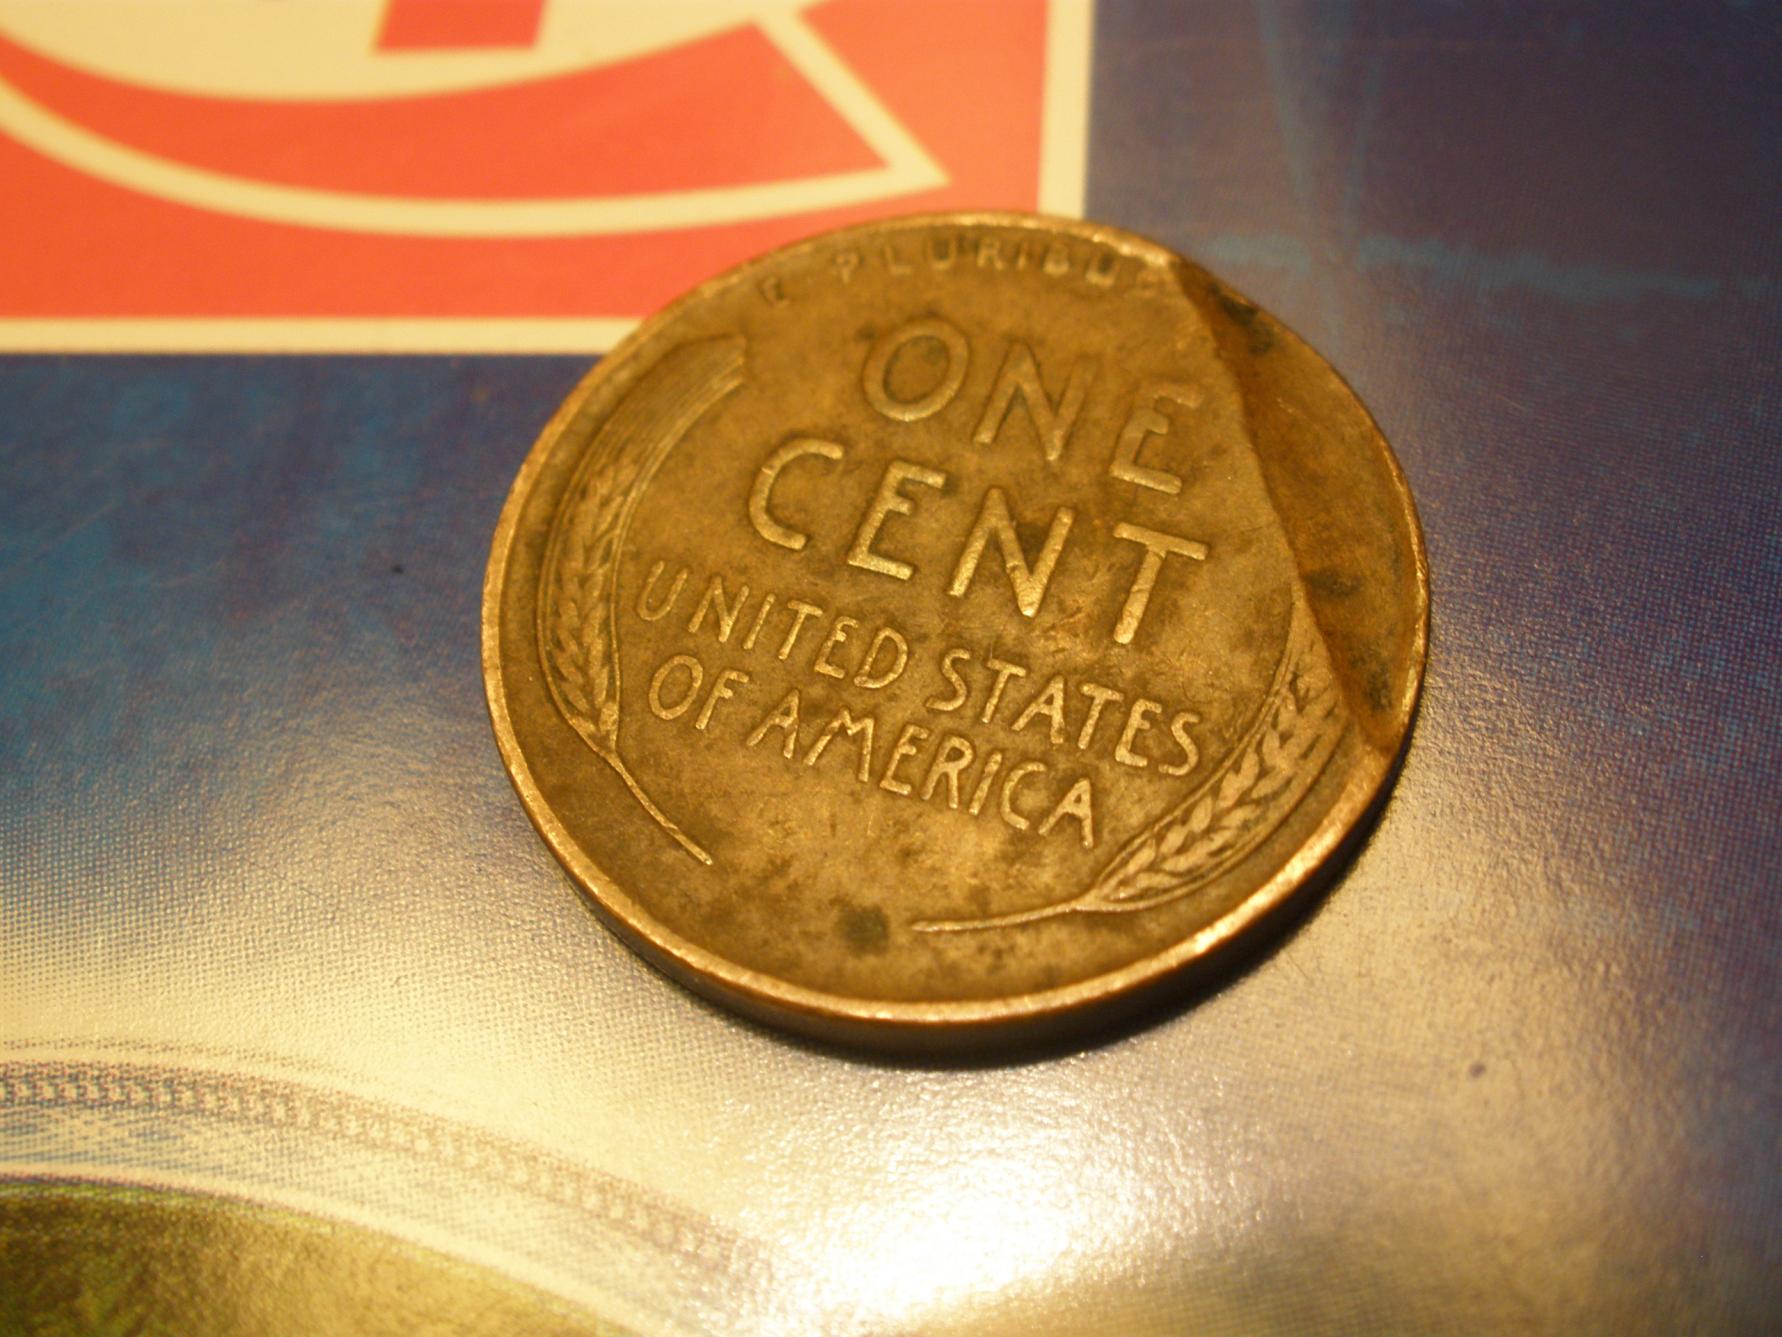 E PLURIBUS
ONE
CENT
UNITED STATES
OF AMERICA